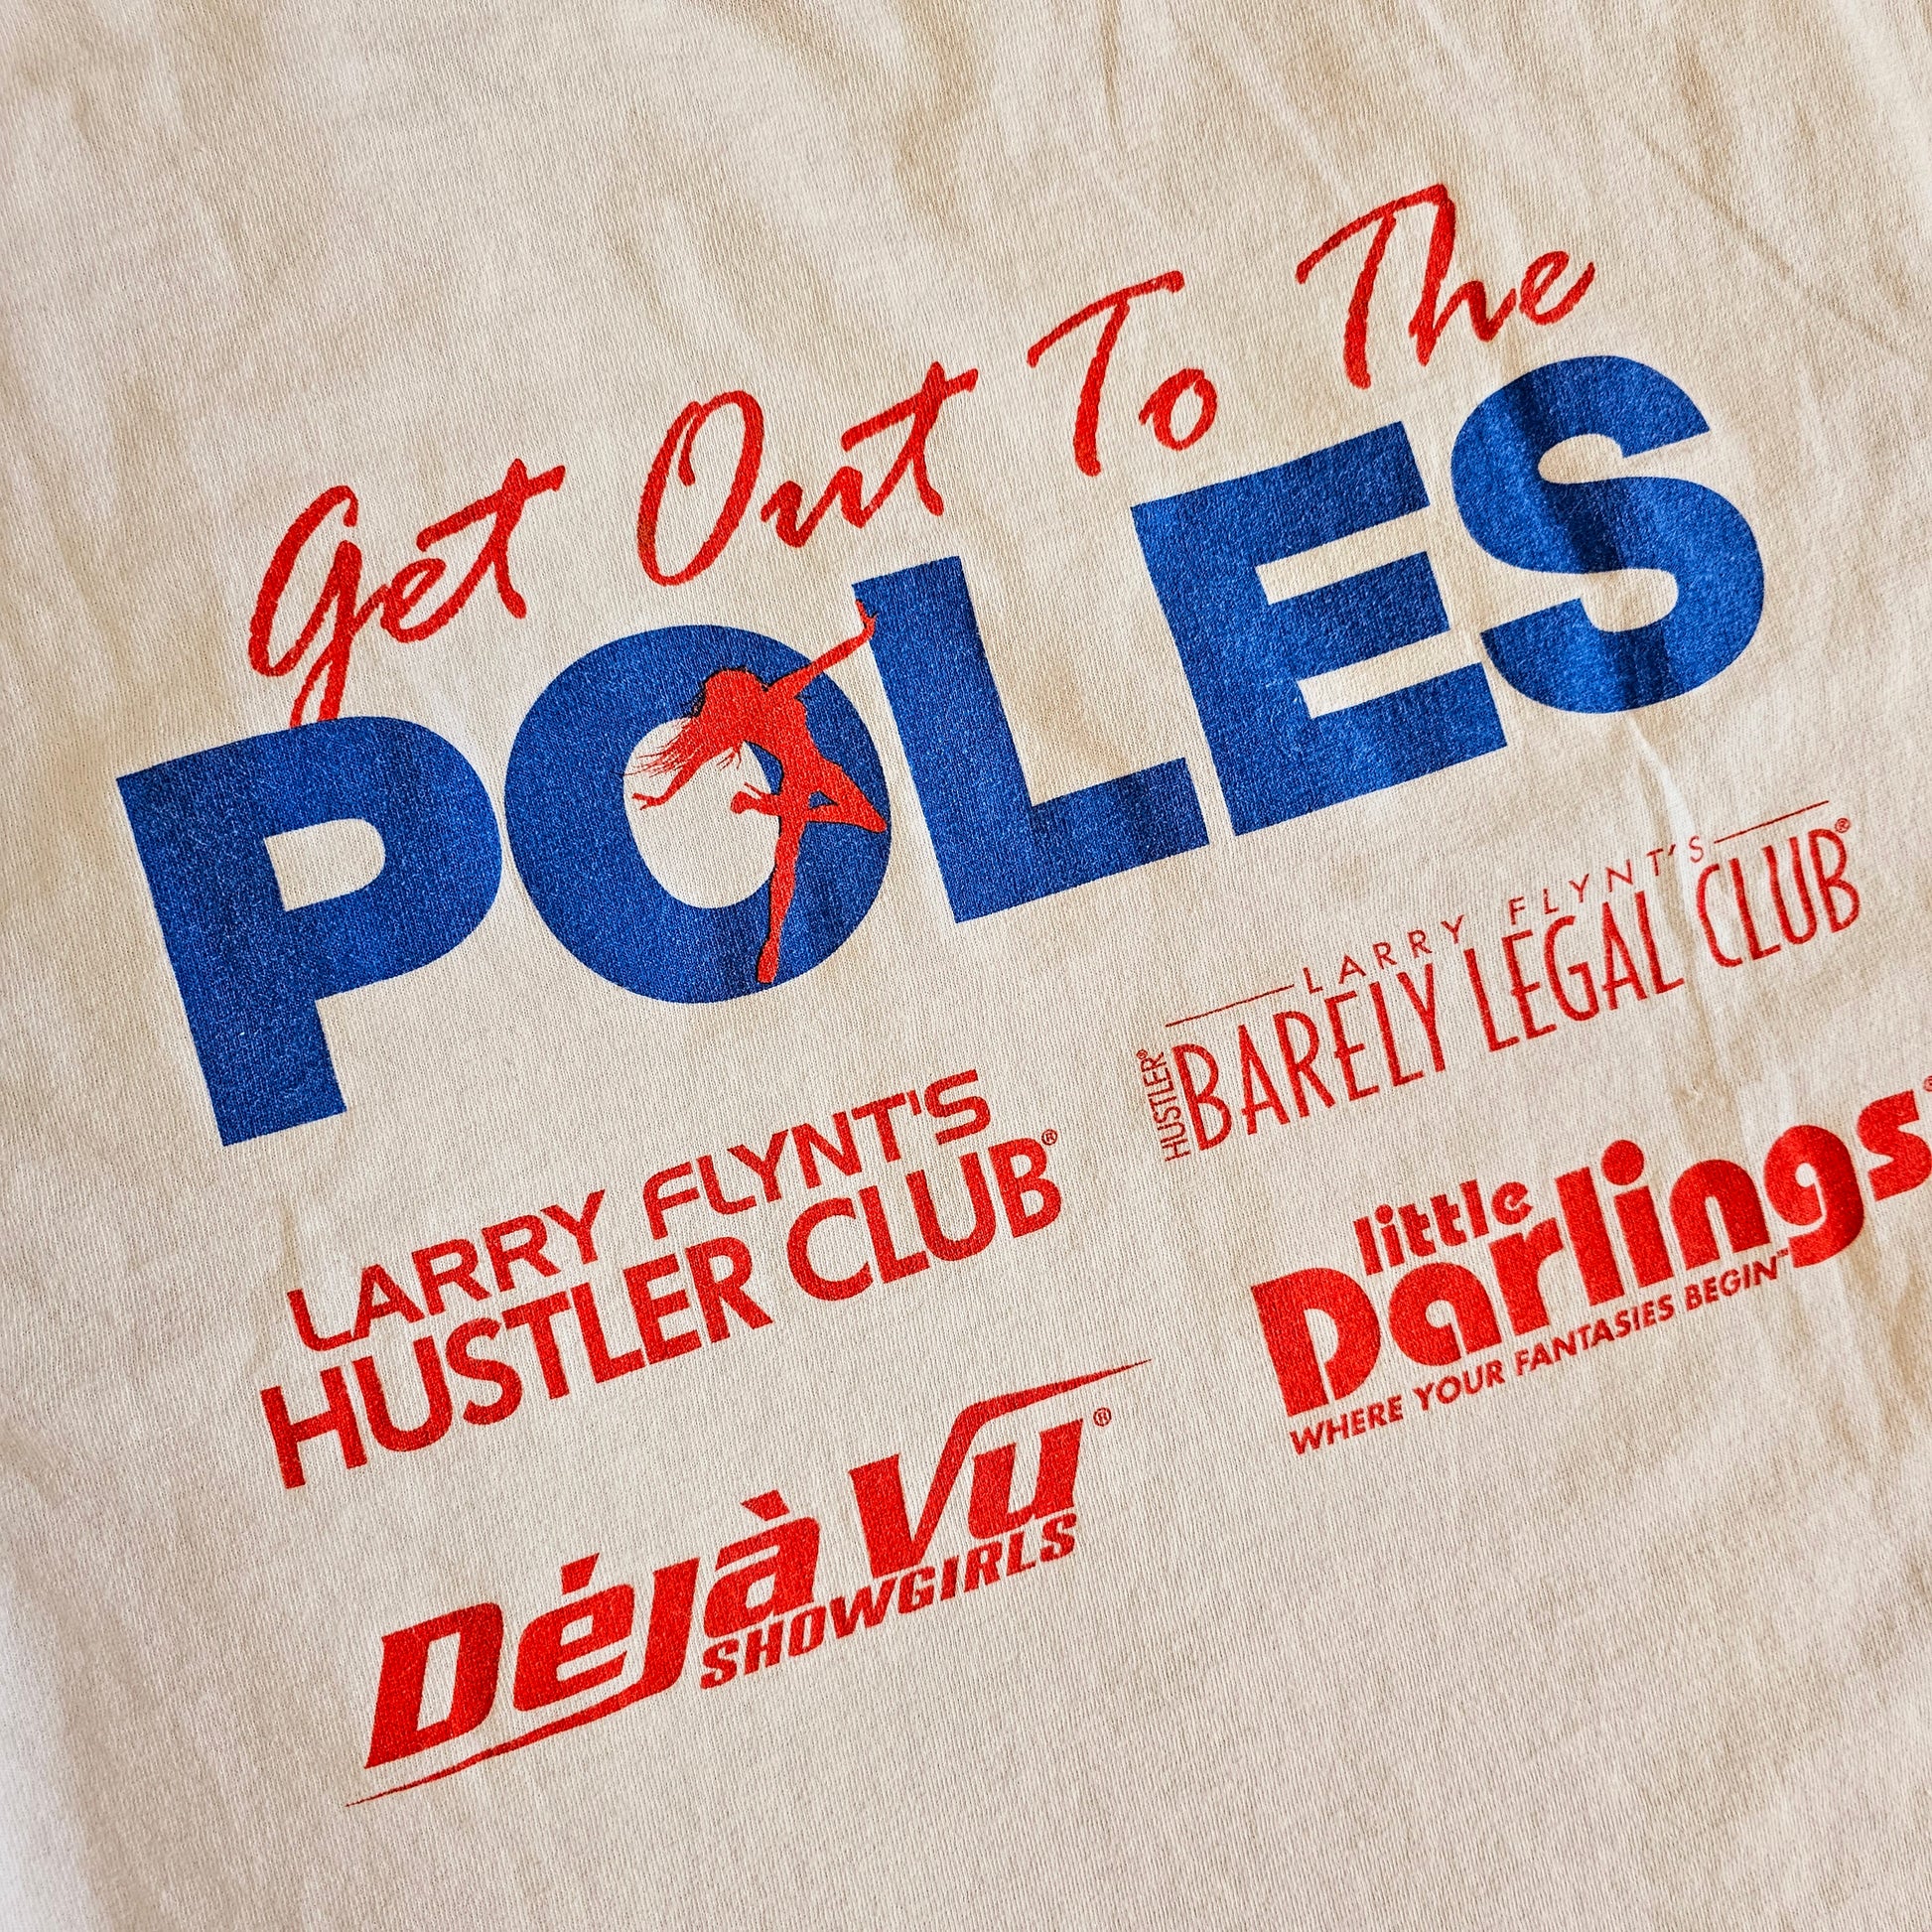 Get Out To The
POLES
LARRY FLYNT'S
HUSTLER CLUB®
LARRY FLYNT'S
HUSTLER® BARELY LEGAL CLUB®
little
Darlings®
WHERE YOUR FANTASIES BEGIN™
Déjà Vu®
SHOWGIRLS